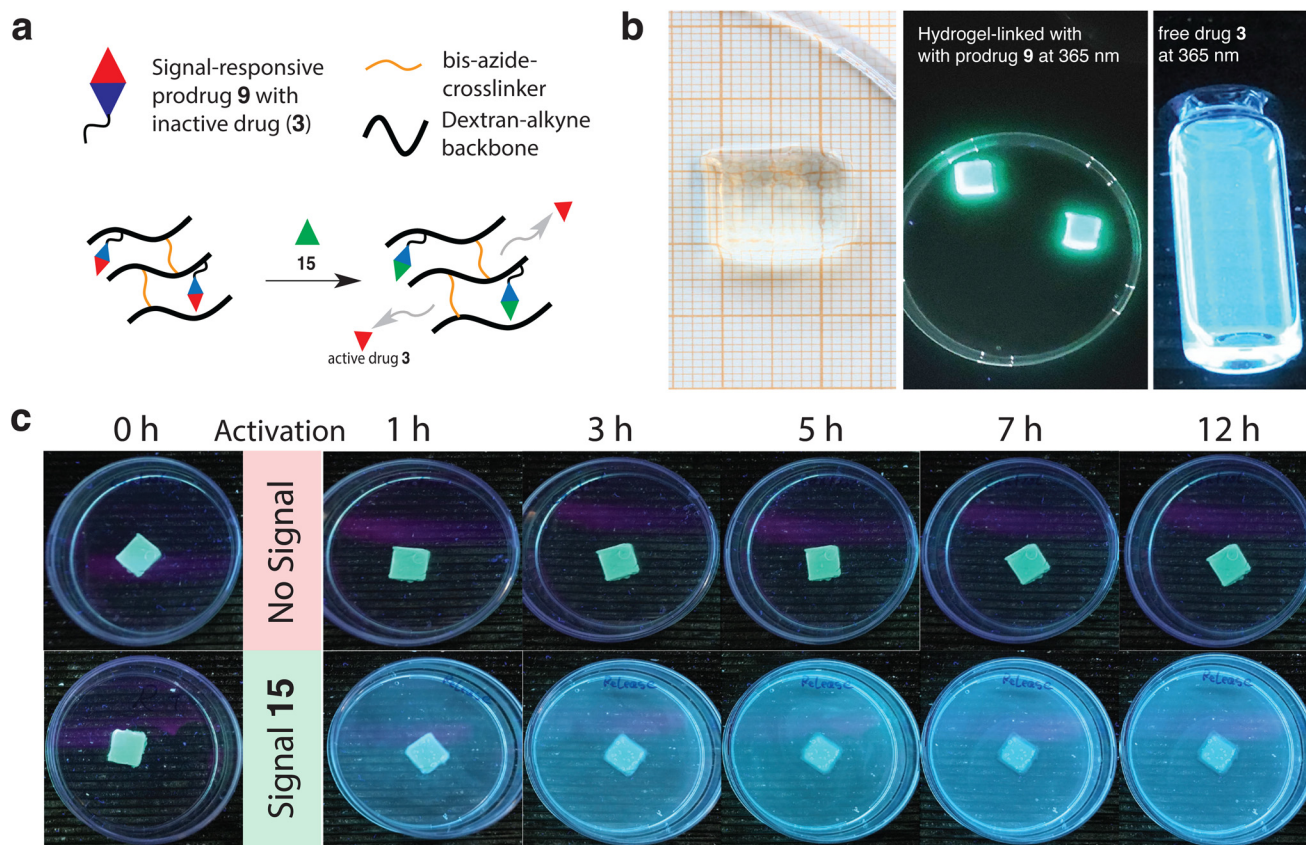 a
Signal-responsive
prodrug 9 with
inactive drug (3)
bis-azide-
crosslinker
Dextran-alkyne
backbone
15
active drug 3
b
Hydrogel-linked with
with prodrug 9 at 365 nm
free drug 3
at 365 nm
c
0 h
Activation
1 h
3 h
5 h
7 h
12 h
No Signal
Signal 15
Release
Release
Release
Release
Release